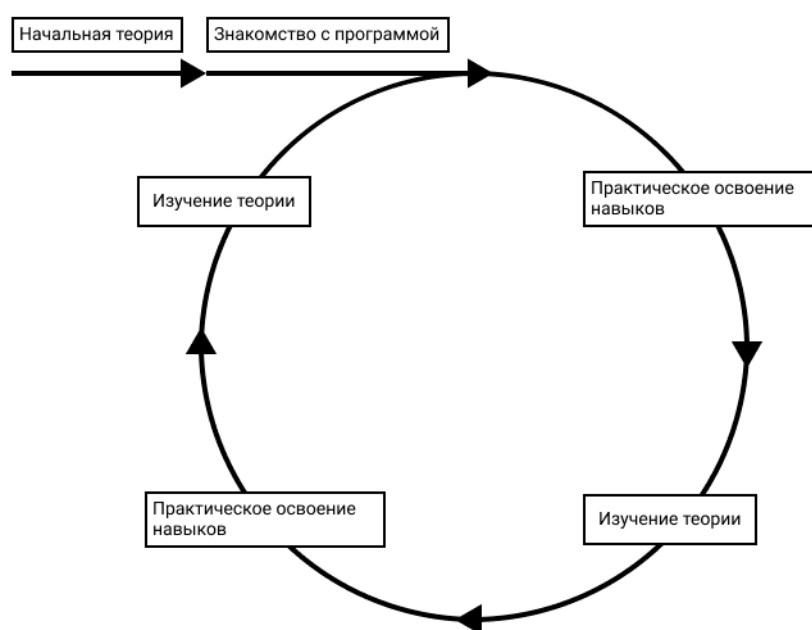 Начальная теория
Знакомство с программой
Изучение теории
Практическое освоение
навыков
Практическое освоение
навыков
Изучение теории